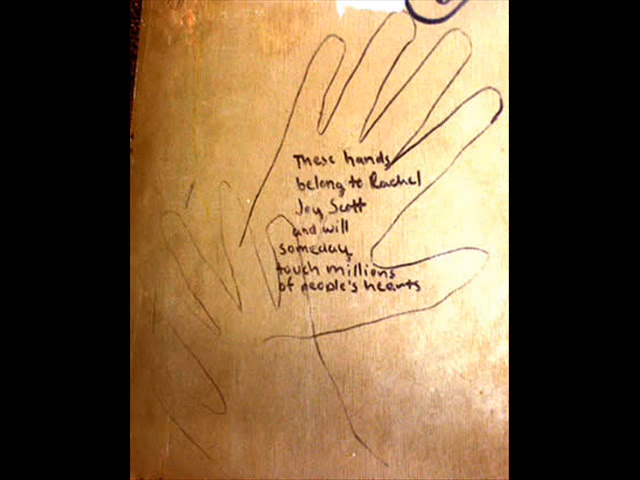 These hands
belong to Rachel
Joy Scott
and will
someday
touch millions
of people's hearts